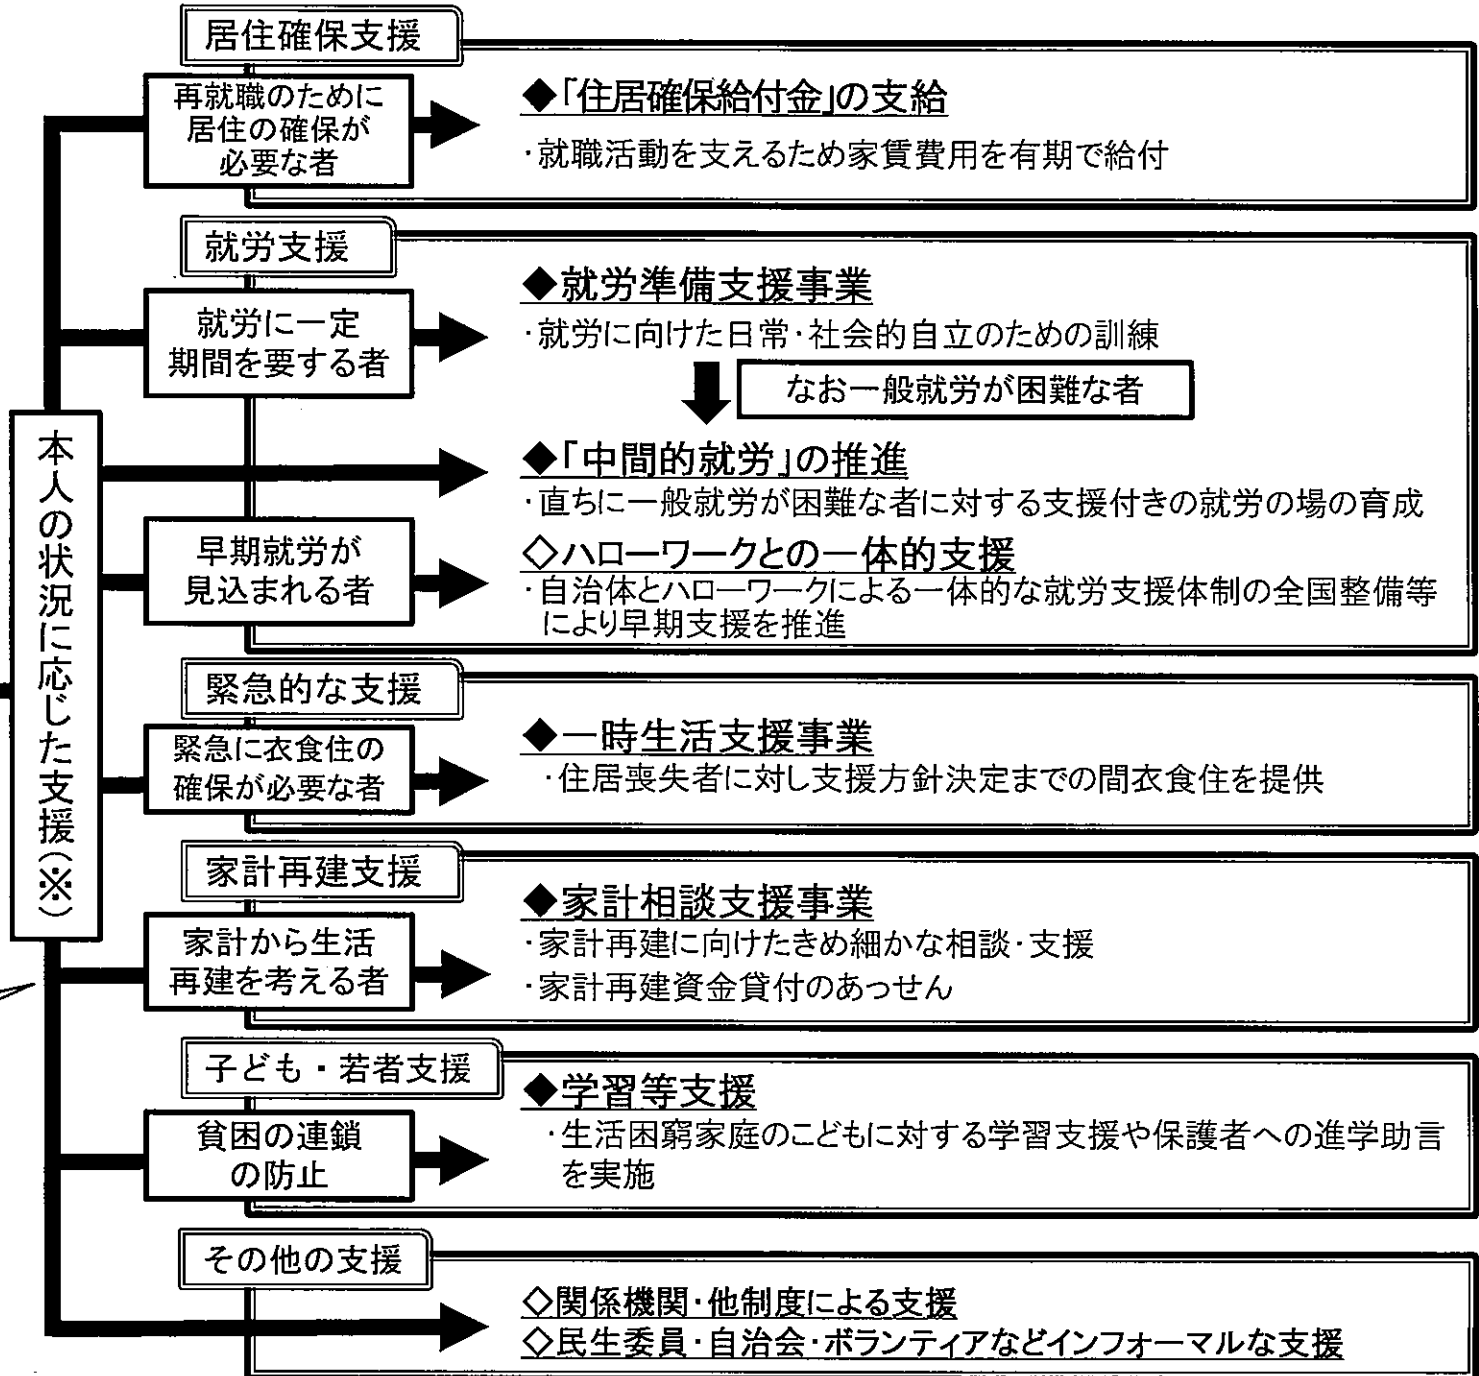 本人の状況に応じた支援(※)
居住確保支援
再就職のために
居住の確保が
必要な者
◆「住居確保給付金」の支給
・就職活動を支えるため家賃費用を有期で給付
就労支援
就労に一定
期間を要する者
◆就労準備支援事業
・就労に向けた日常・社会的自立のための訓練
なお一般就労が困難な者
◆「中間的就労」の推進
・直ちに一般就労が困難な者に対する支援付きの就労の場の育成
早期就労が
見込まれる者
◇ハローワークとの一体的支援
・自治体とハローワークによる一体的な就労支援体制の全国整備等
により早期支援を推進
緊急的な支援
緊急に衣食住の
確保が必要な者
◆一時生活支援事業
・住居喪失者に対し支援方針決定までの間衣食住を提供
家計再建支援
家計から生活
再建を考える者
◆家計相談支援事業
・家計再建に向けたきめ細かな相談・支援
・家計再建資金貸付のあっせん
子ども・若者支援
貧困の連鎖
の防止
◆学習等支援
・生活困窮家庭のこどもに対する学習支援や保護者への進学助言
を実施
その他の支援
◇関係機関・他制度による支援
◇民生委員・自治会・ボランティアなどインフォーマルな支援